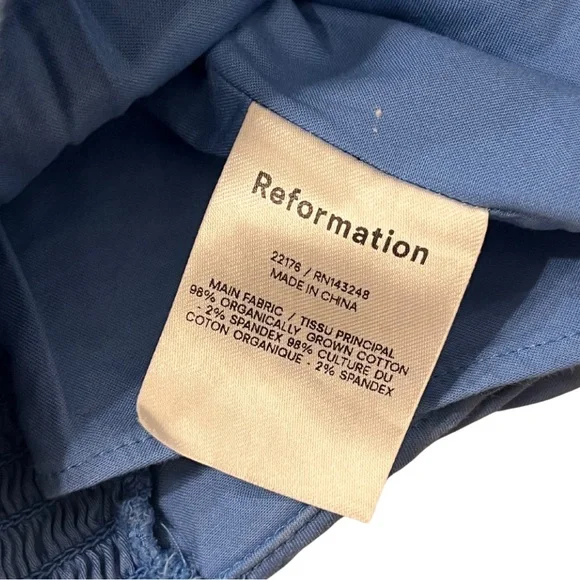 Reformation
22176 / RN143248
MADE IN CHINA
MAIN FABRIC / TISSU PRINCIPAL
98% ORGANICALLY GROWN COTTON
- 2% SPANDEX 98% CULTURE DU
COTON ORGANIQUE - 2% SPANDEX